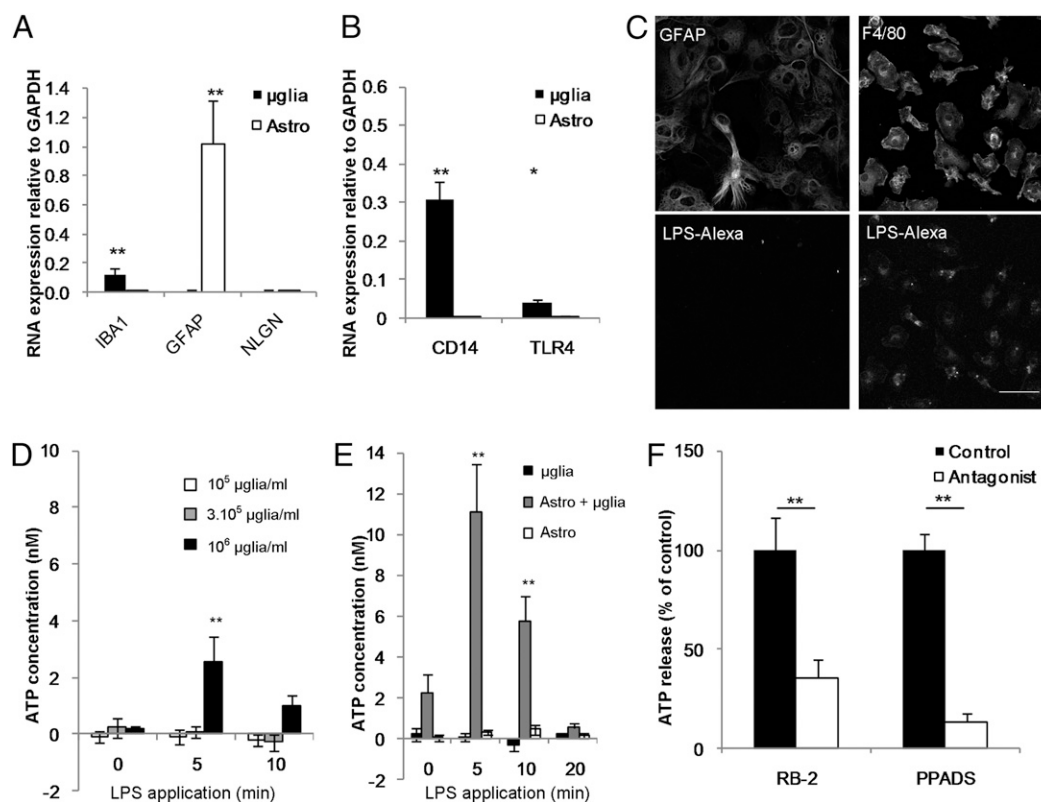 A
RNA expression relative to GAPDH
1.4
1.2
1.0
0.8
0.6
0.4
0.2
0.0
**
**
µglia
Astro
IBA1
GFAP
NLGN
B
RNA expression relative to GAPDH
0.6
0.5
0.4
0.3
0.2
0.1
0
**
*
µglia
Astro
CD14
TLR4
C
GFAP
F4/80
LPS-Alexa
LPS-Alexa
D
ATP concentration (nM)
10
8
6
4
2
0
-2
10⁵ µglia/ml
3.10⁵ µglia/ml
10⁶ µglia/ml
**
0
5
10
LPS application (min)
E
ATP concentration (nM)
14
12
10
8
6
4
2
0
-2
**
**
µglia
Astro + µglia
Astro
0
5
10
20
LPS application (min)
F
ATP release (% of control)
150
100
50
0
Control
Antagonist
**
**
RB-2
PPADS